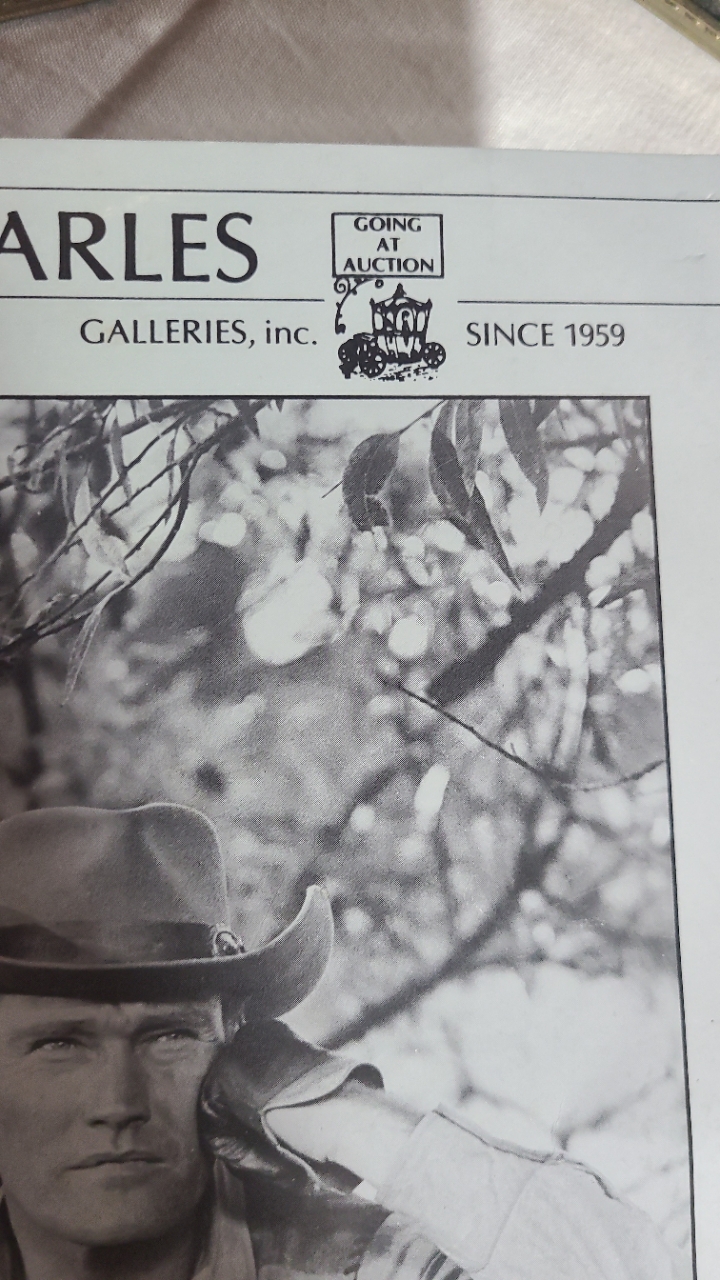 ARLES
GOING
AT
AUCTION
GALLERIES, inc.
SINCE 1959